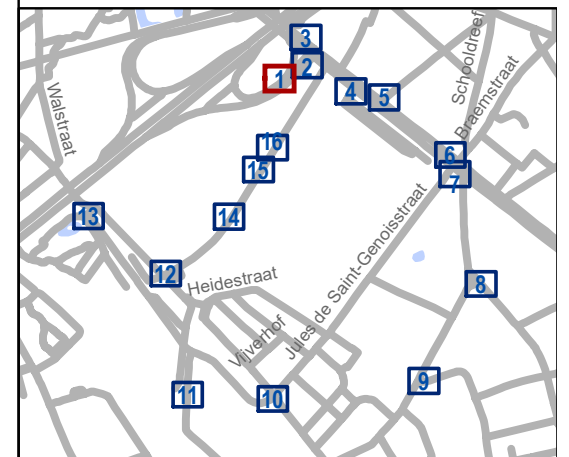 3
2
1
4
5
Schooldreef
Braemstraat
Walstraat
16
15
6
7
13
14
12
Heidestraat
Jules de Saint-Genoisstraat
8
Vijverhof
9
11
10